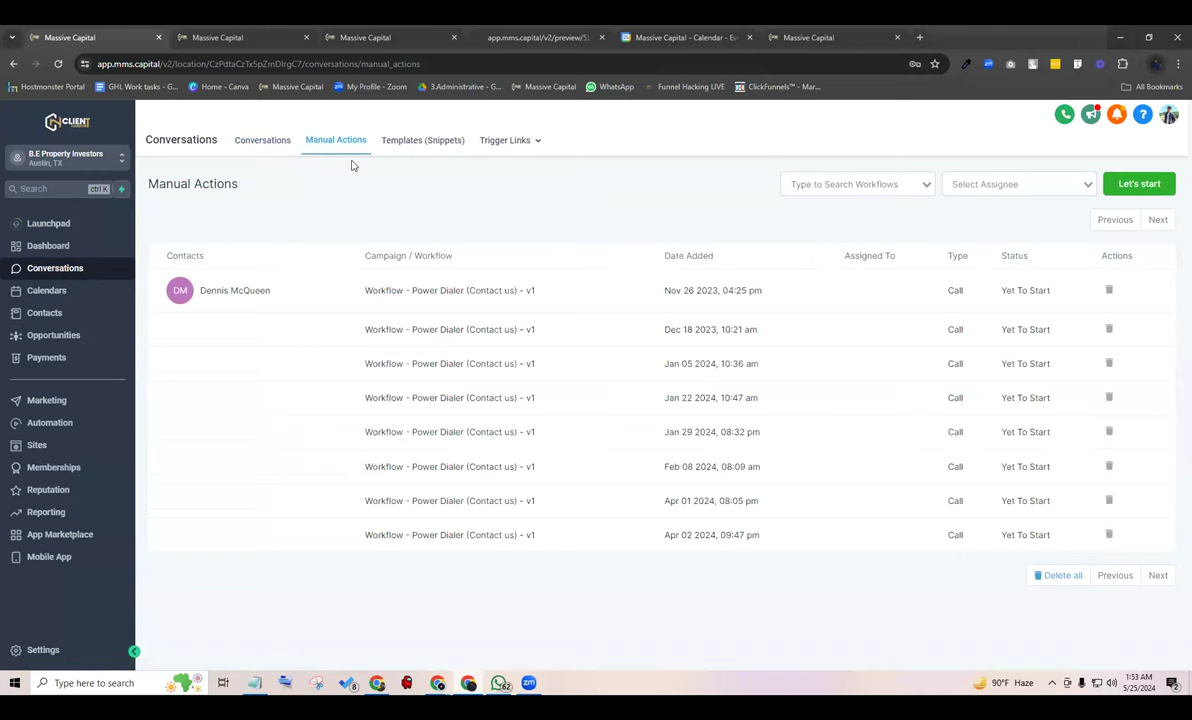 Massive Capital
Massive Capital
Massive Capital
app.mms.capital/v2/preview/5
Massive Capital - Calendar - Ev
Massive Capital
app.mms.capital/v2/location/CzPdtaCzTx5pZmDIrgC7/conversations/manual_actions
Hostmonster Portal
GHL Work tasks - G...
Home - Canva
Massive Capital
My Profile - Zoom
3.Administrative - G...
Massive Capital
WhatsApp
Funnel Hacking LIVE
ClickFunnels™ - Mar...
All Bookmarks
CLIENT
B.E Property Investors
Austin, TX
Search
ctrl K
Launchpad
Dashboard
Conversations
Calendars
Contacts
Opportunities
Payments
Marketing
Automation
Sites
Memberships
Reputation
Reporting
App Marketplace
Mobile App
Settings
Conversations
Conversations
Manual Actions
Templates (Snippets)
Trigger Links
Manual Actions
Type to Search Workflows
Select Assignee
Let's start
Previous
Next
Contacts Campaign / Workflow Date Added Assigned To Type Status Actions
DM Dennis McQueen Workflow - Power Dialer (Contact us) - v1 Nov 26 2023, 04:25 pm Call Yet To Start
Workflow - Power Dialer (Contact us) - v1 Dec 18 2023, 10:21 am Call Yet To Start
Workflow - Power Dialer (Contact us) - v1 Jan 05 2024, 10:36 am Call Yet To Start
Workflow - Power Dialer (Contact us) - v1 Jan 22 2024, 10:47 am Call Yet To Start
Workflow - Power Dialer (Contact us) - v1 Jan 29 2024, 08:32 pm Call Yet To Start
Workflow - Power Dialer (Contact us) - v1 Feb 08 2024, 08:09 am Call Yet To Start
Workflow - Power Dialer (Contact us) - v1 Apr 01 2024, 08:05 pm Call Yet To Start
Workflow - Power Dialer (Contact us) - v1 Apr 02 2024, 09:47 pm Call Yet To Start
Delete all
Previous
Next
Type here to search
8
62
90°F Haze
1:53 AM
5/25/2024
2